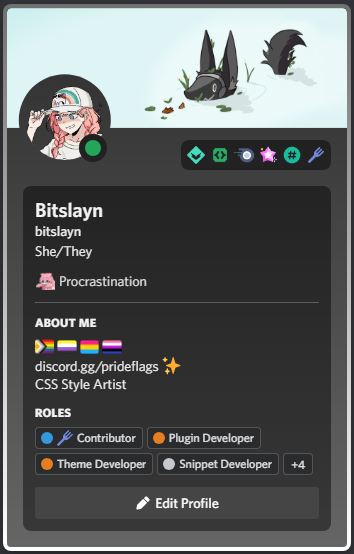 Bitslayn
bitslayn
She/They
Procrastination
ABOUT ME
discord.gg/prideflags
CSS Style Artist
ROLES
Contributor Plugin Developer
Theme Developer Snippet Developer +4
Edit Profile